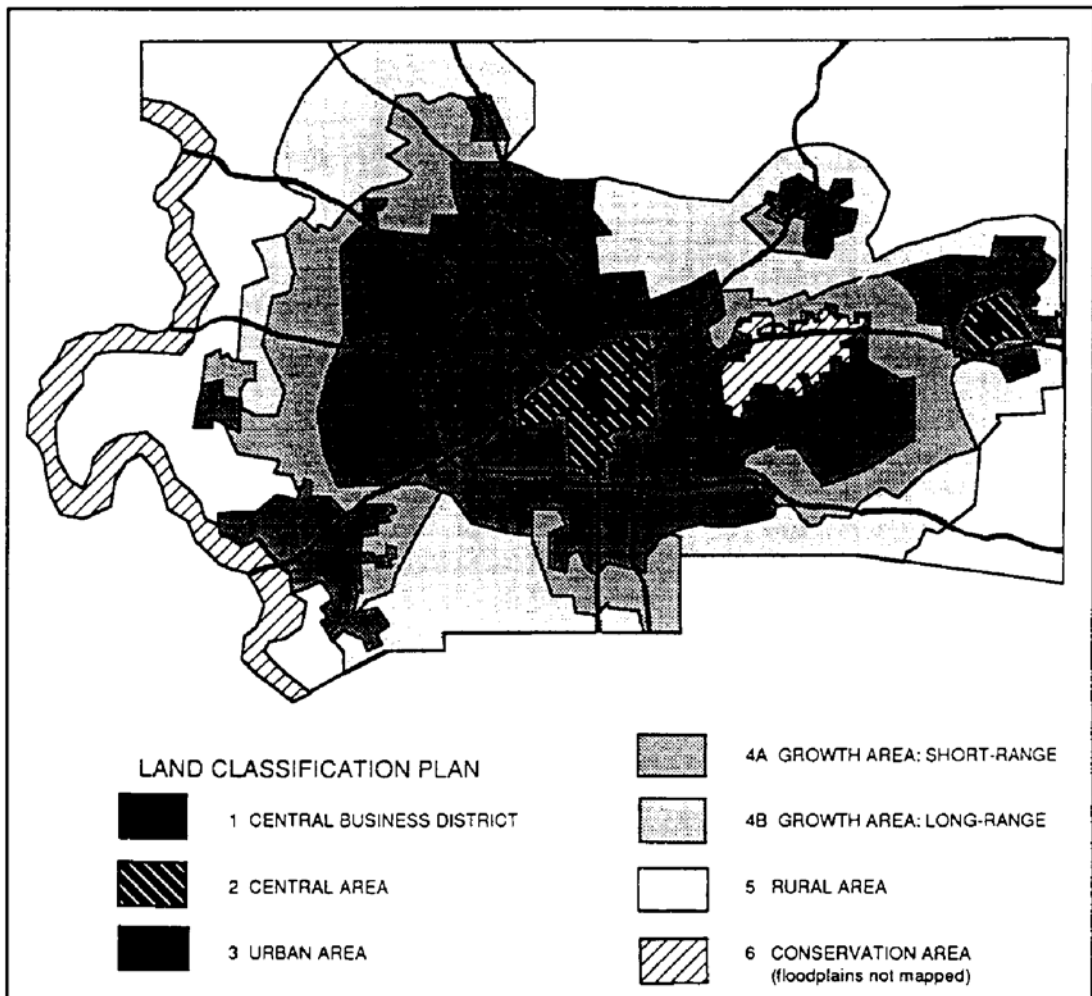 LAND CLASSIFICATION PLAN
1 CENTRAL BUSINESS DISTRICT
2 CENTRAL AREA
3 URBAN AREA
4A GROWTH AREA: SHORT-RANGE
4B GROWTH AREA: LONG-RANGE
5 RURAL AREA
6 CONSERVATION AREA
(floodplains not mapped)